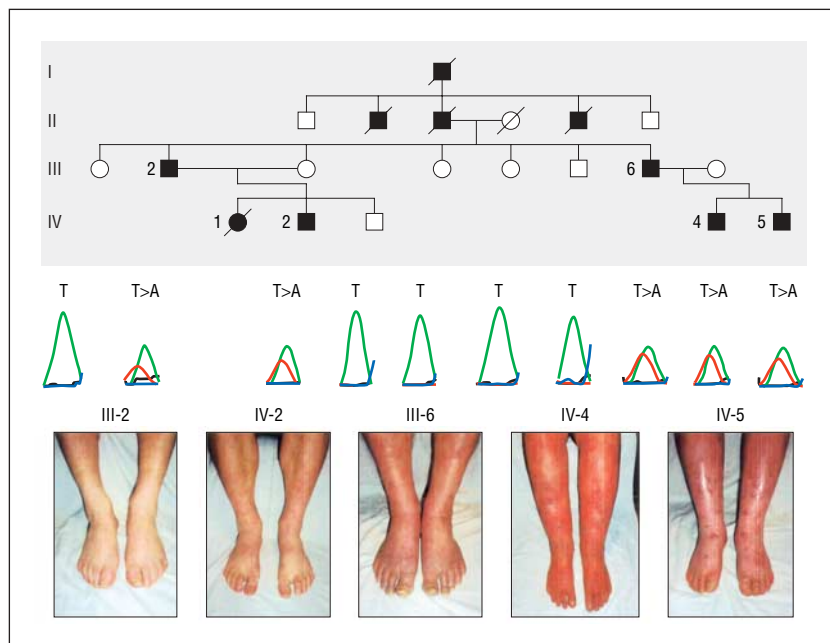 I
II
III 2 6
IV 1 2 4 5
T T>A T>A T T T T T>A T>A T>A
III-2 IV-2 III-6 IV-4 IV-5